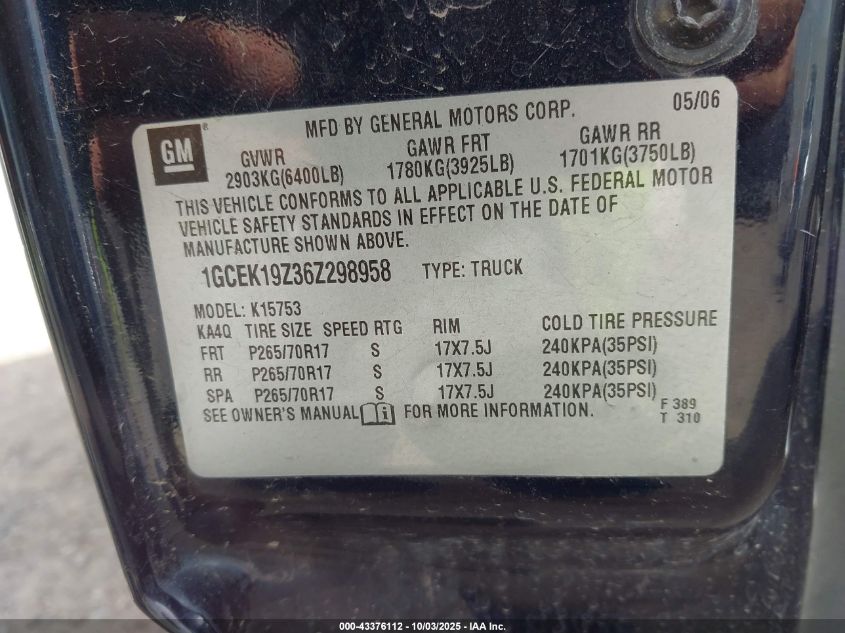 MFD BY GENERAL MOTORS CORP. 05/06
GM
®
GVWR GAWR FRT GAWR RR
2903KG(6400LB) 1780KG(3925LB) 1701KG(3750LB)
THIS VEHICLE CONFORMS TO ALL APPLICABLE U.S. FEDERAL MOTOR
VEHICLE SAFETY STANDARDS IN EFFECT ON THE DATE OF
MANUFACTURE SHOWN ABOVE.
1GCEK19Z36Z298958 TYPE: TRUCK
MODEL: K15753
KA4Q TIRE SIZE SPEED RTG RIM COLD TIRE PRESSURE
FRT P265/70R17 S 17X7.5J 240KPA(35PSI)
RR P265/70R17 S 17X7.5J 240KPA(35PSI)
SPA P265/70R17 S 17X7.5J 240KPA(35PSI)
SEE OWNER'S MANUAL i FOR MORE INFORMATION.
F 389
T 310
000-43376112 - 10/03/2025 - IAA Inc.